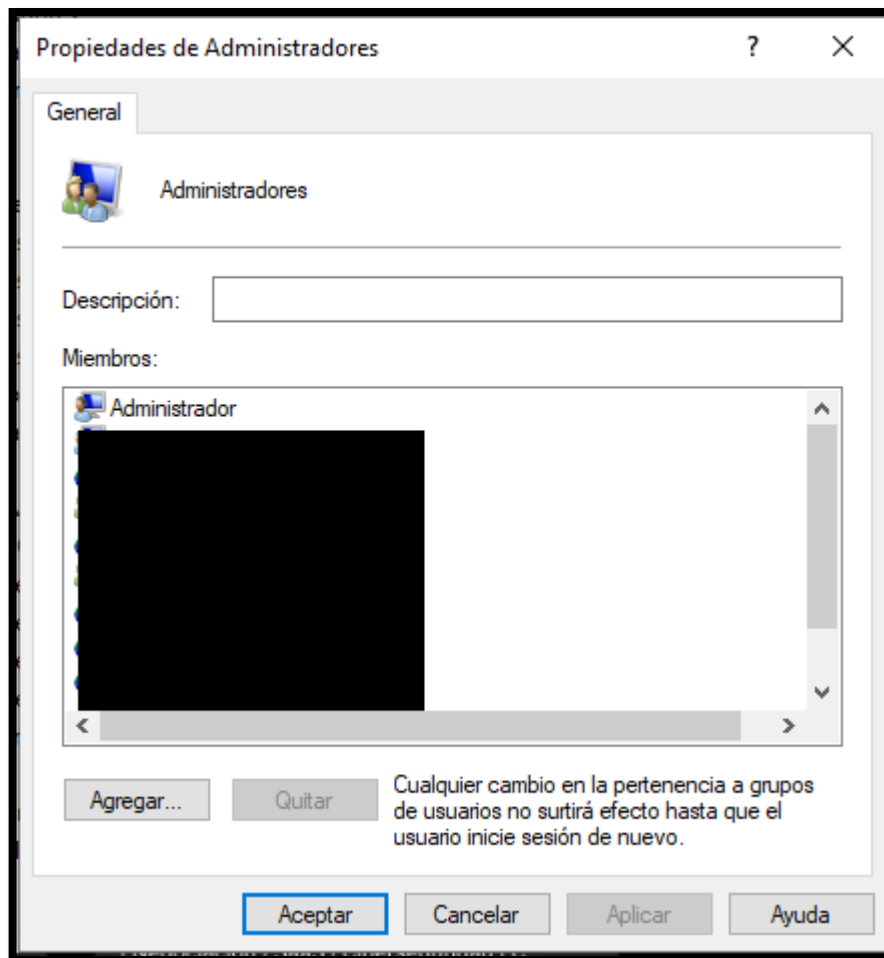 Propiedades de Administradores
?
General
Administradores
Descripción:
Miembros:
Administrador
Agregar...
Quitar
Cualquier cambio en la pertenencia a grupos
de usuarios no surtirá efecto hasta que el
usuario inicie sesión de nuevo.
Aceptar
Cancelar
Aplicar
Ayuda